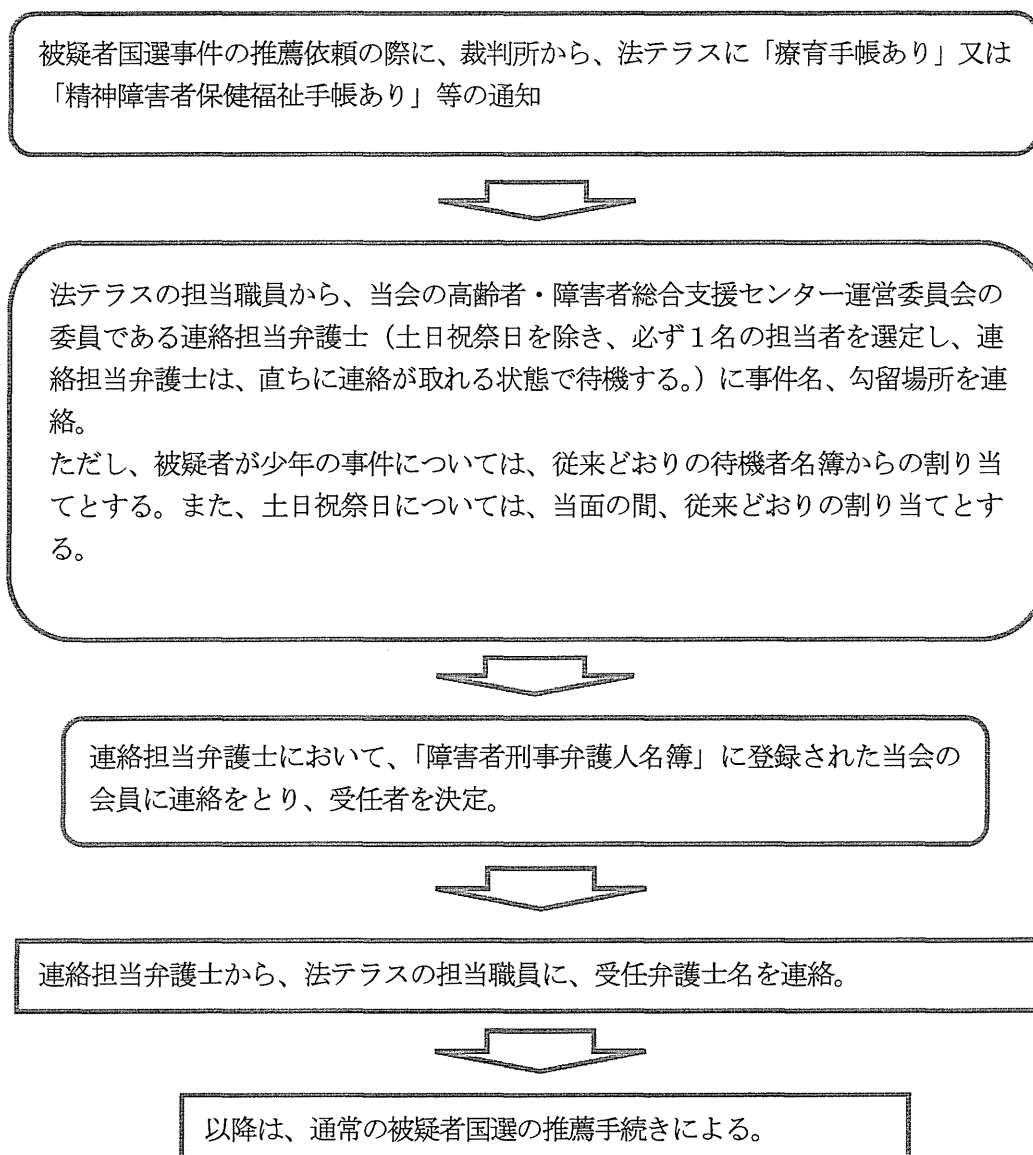 被疑者国選事件の推薦依頼の際に、裁判所から、法テラスに「療育手帳あり」又は
「精神障害者保健福祉手帳あり」等の通知
法テラスの担当職員から、当会の高齢者・障害者総合支援センター運営委員会の
委員である連絡担当弁護士（土日祝祭日を除き、必ず１名の担当者を選定し、連
絡担当弁護士は、直ちに連絡が取れる状態で待機する。）に事件名、勾留場所を連
絡。
ただし、被疑者が少年の事件については、従来どおりの待機者名簿からの割り当
てとする。また、土日祝祭日については、当面の間、従来どおりの割り当てとす
る。
連絡担当弁護士において、「障害者刑事弁護人名簿」に登録された当会の
会員に連絡をとり、受任者を決定。
連絡担当弁護士から、法テラスの担当職員に、受任弁護士名を連絡。
以降は、通常の被疑者国選の推薦手続きによる。